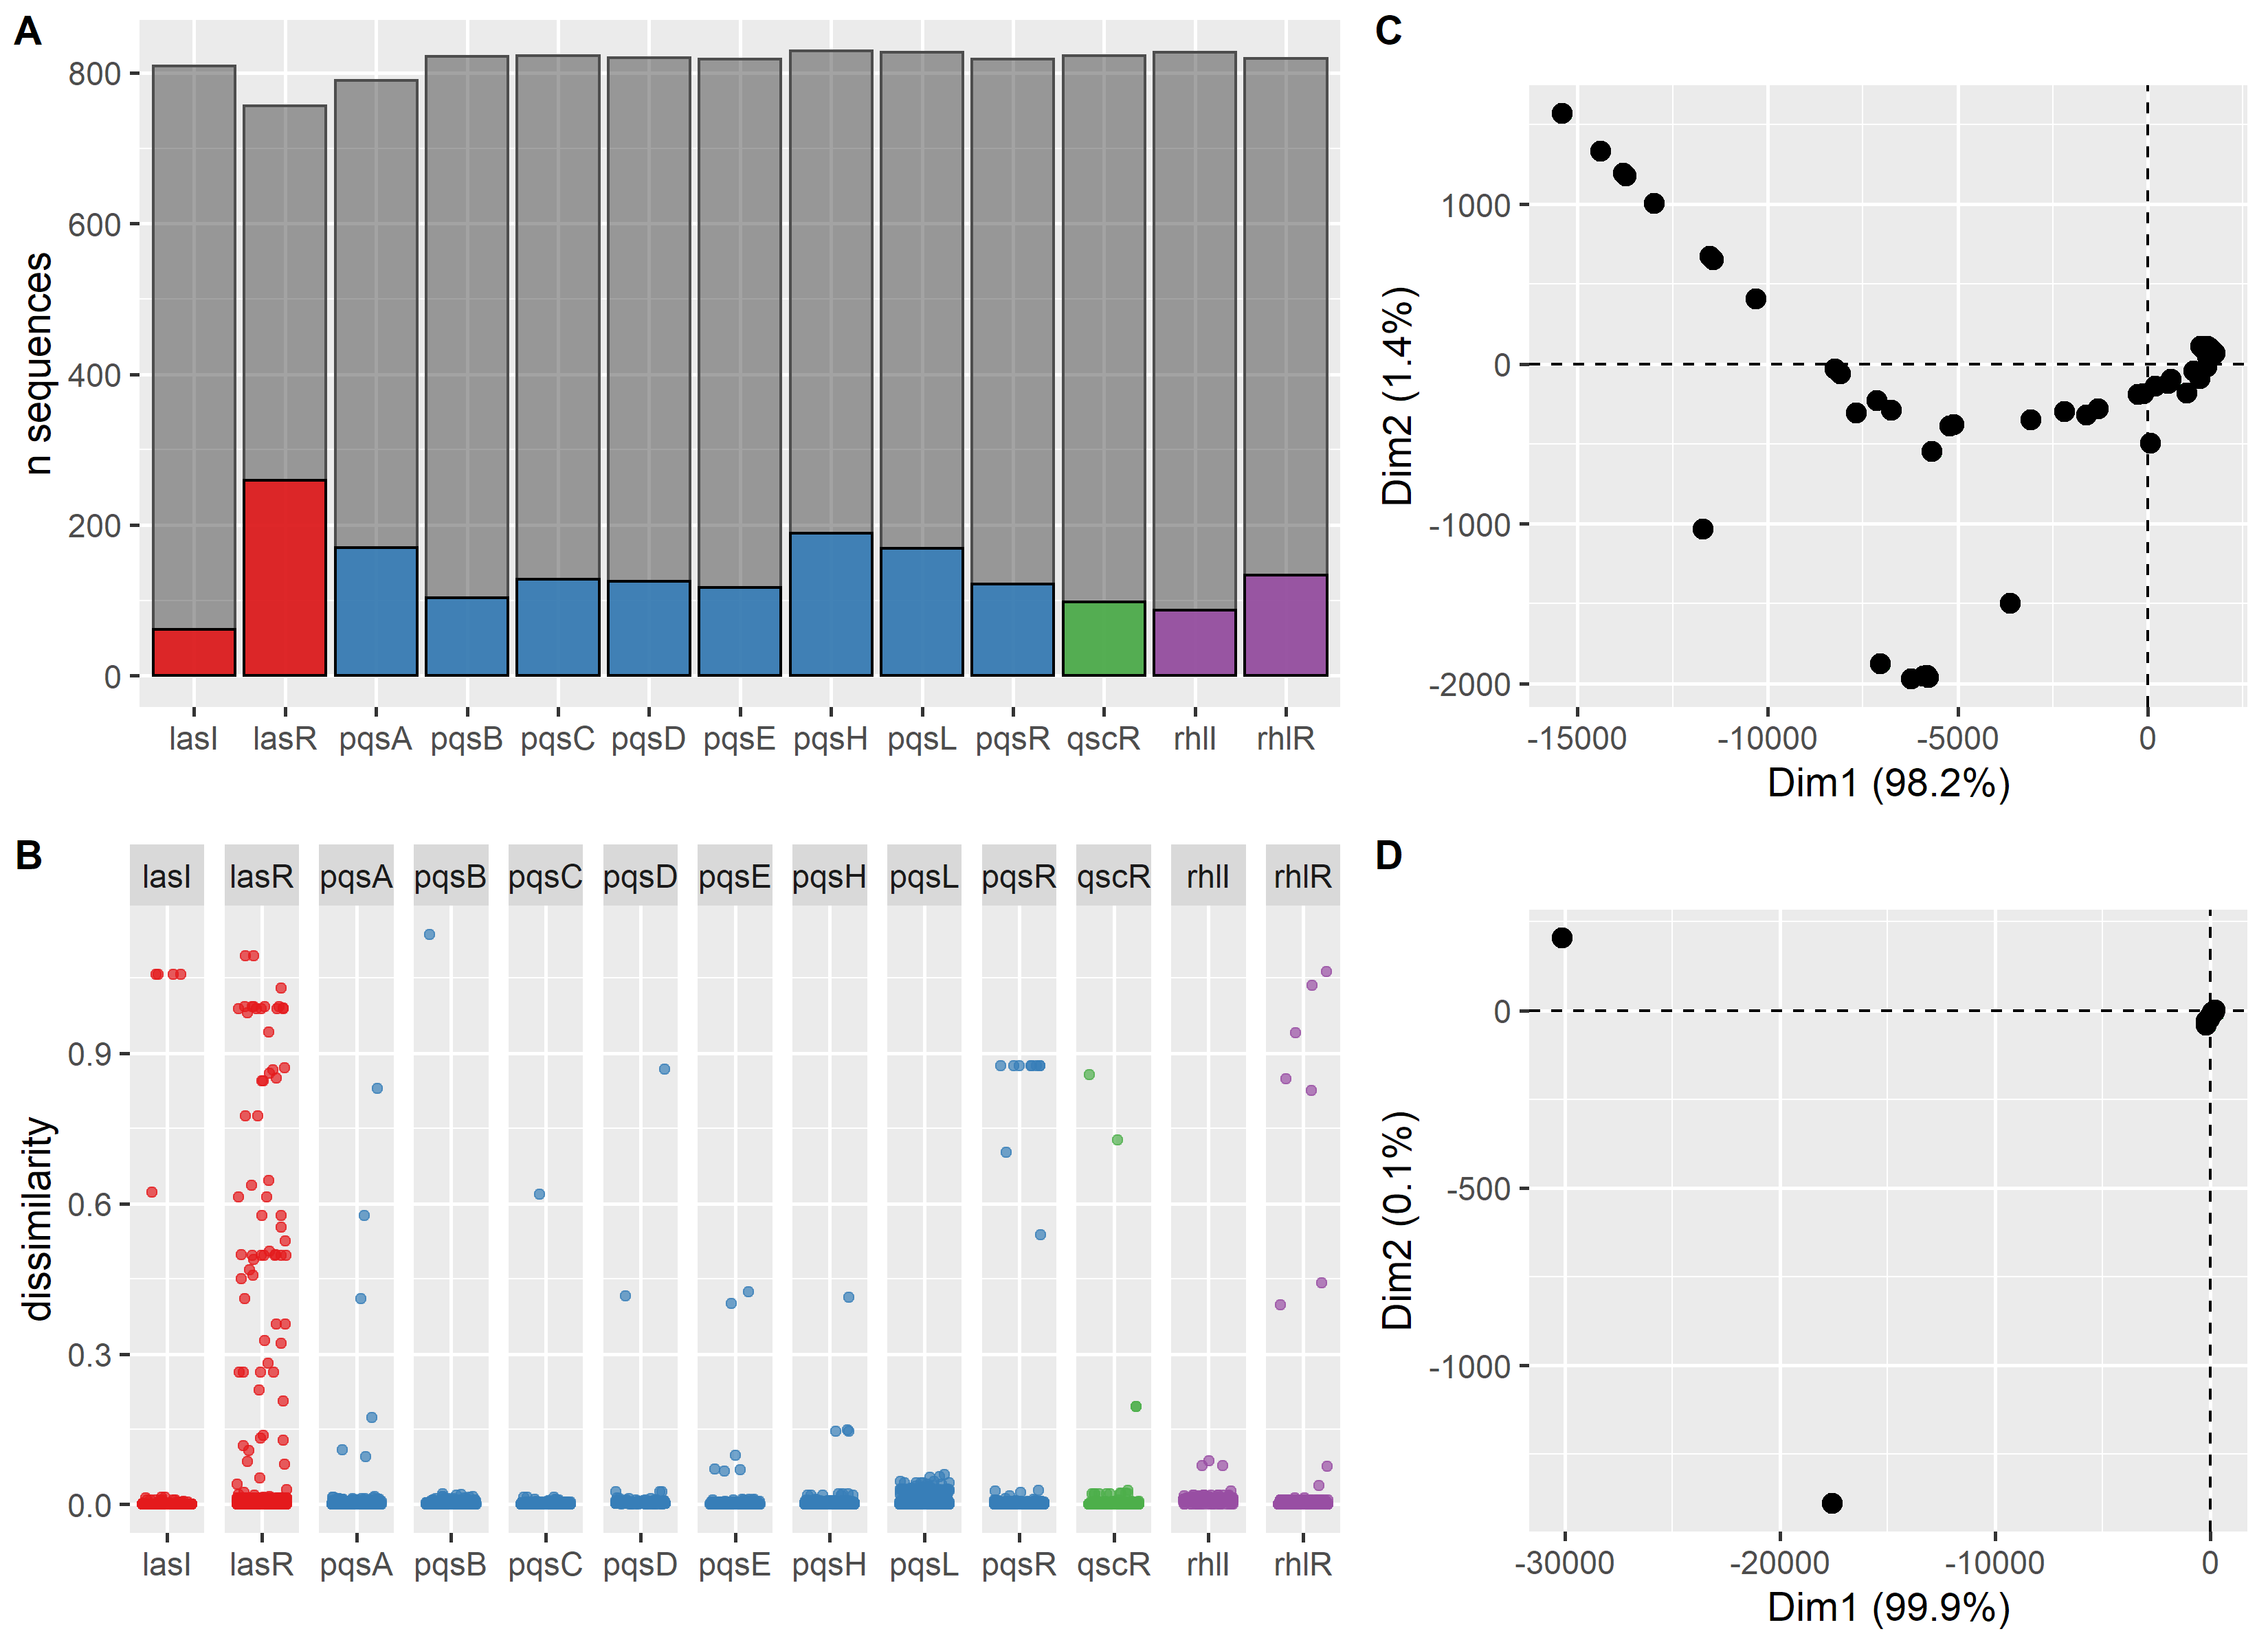 A
n sequences
800
600
400
200
0
lasI lasR pqsA pqsB pqsC pqsD pqsE pqsH pqsL pqsR qscR rhlI rhlR
B
lasI lasR pqsA pqsB pqsC pqsD pqsE pqsH pqsL pqsR qscR rhlI rhlR
dissimilarity
0.9
0.6
0.3
0.0
lasI lasR pqsA pqsB pqsC pqsD pqsE pqsH pqsL pqsR qscR rhlI rhlR
C
Dim2 (1.4%)
1000
0
-1000
-2000
-15000 -10000 -5000 0
Dim1 (98.2%)
D
Dim2 (0.1%)
0
-500
-1000
-30000 -20000 -10000 0
Dim1 (99.9%)